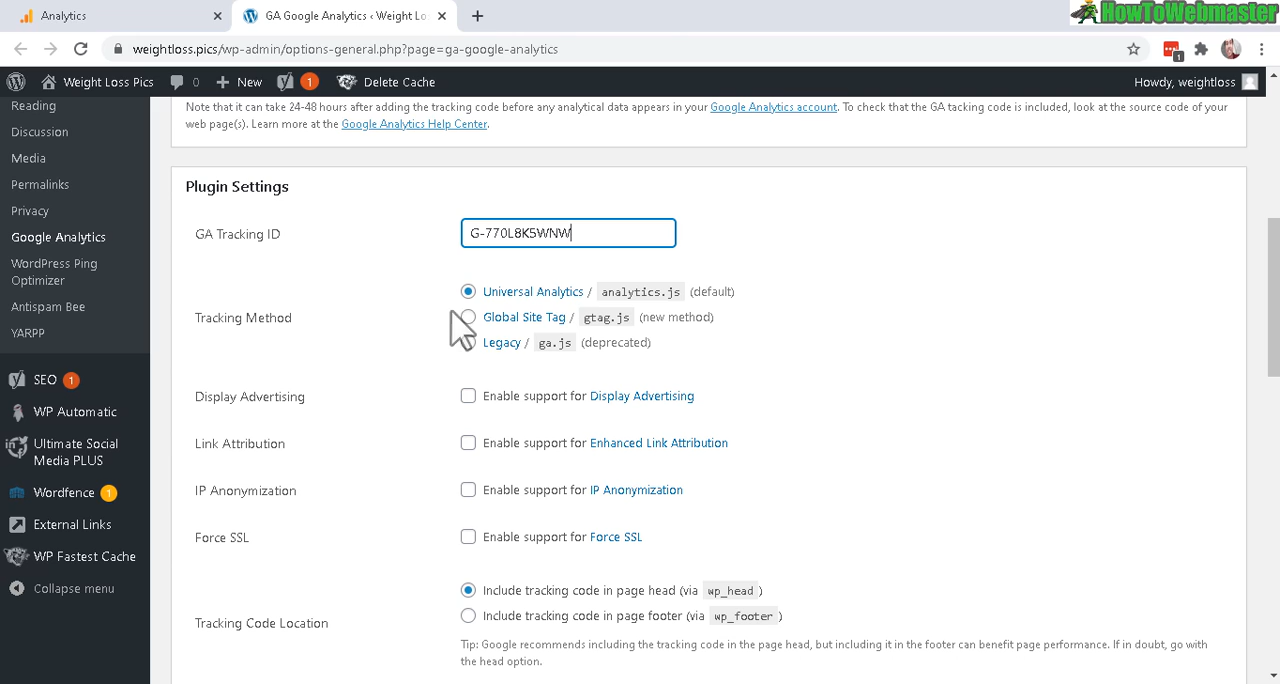 Analytics
GA Google Analytics ‹ Weight Lo
HowToWebmaster
weightloss.pics/wp-admin/options-general.php?page=ga-google-analytics
1
Weight Loss Pics
0
New
1
Delete Cache
Howdy, weightloss
Reading
Discussion
Media
Permalinks
Privacy
Google Analytics
WordPress Ping
Optimizer
Antispam Bee
YARPP
SEO 1
WP Automatic
Ultimate Social
Media PLUS
Wordfence 1
External Links
WP Fastest Cache
Collapse menu
Note that it can take 24-48 hours after adding the tracking code before any analytical data appears in your Google Analytics account. To check that the GA tacking code is included, look at the source code of your
web page(s). Learn more at the Google Analytics Help Center.
Plugin Settings
GA Tracking ID
G-770L8K5WNW
Tracking Method
Universal Analytics / analytics.js (default)
Global Site Tag / gtag.js (new method)
Legacy / ga.js (deprecated)
Display Advertising
Enable support for Display Advertising
Link Attribution
Enable support for Enhanced Link Attribution
IP Anonymization
Enable support for IP Anonymization
Force SSL
Enable support for Force SSL
Tracking Code Location
Include tracking code in page head (via wp_head )
Include tracking code in page footer (via wp_footer )
Tip: Google recommends including the tracking code in the page head, but including it in the footer can benefit page performance. If in doubt, go with
the head option.